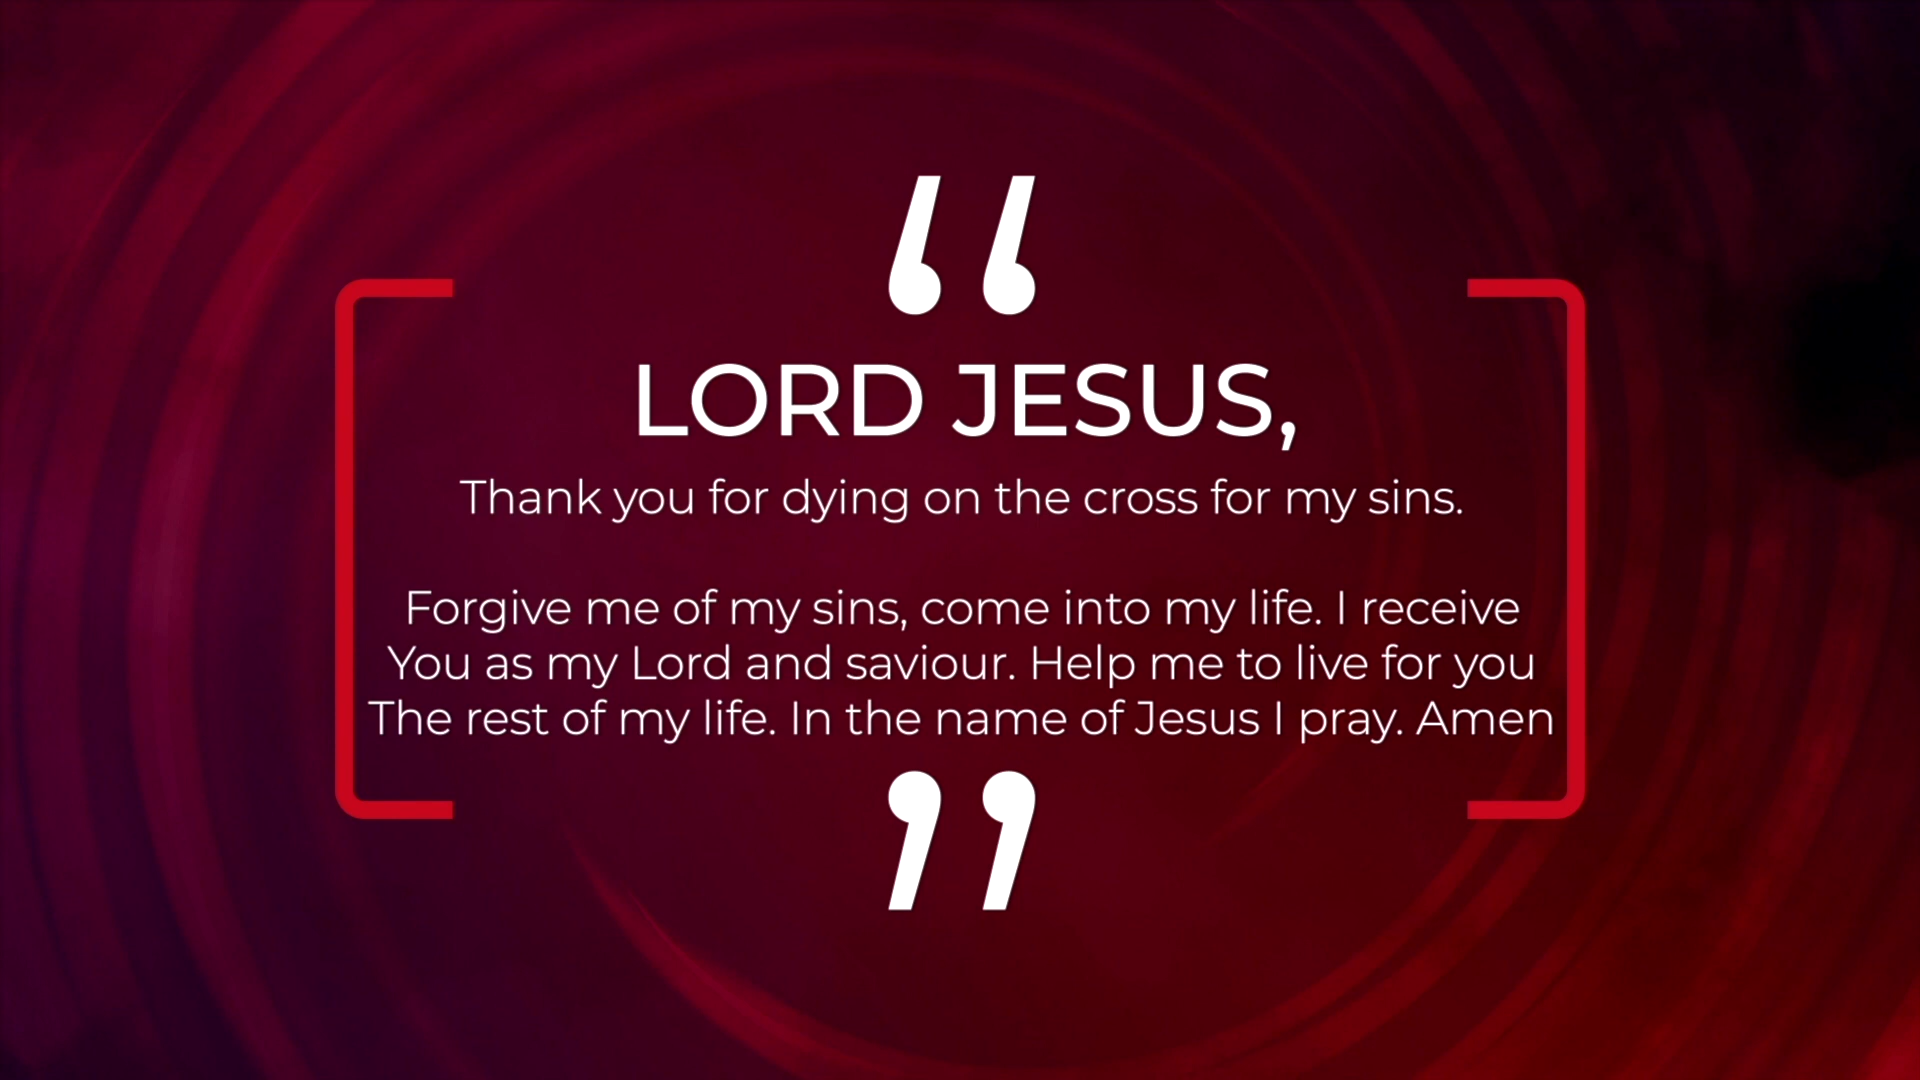 “
LORD JESUS,
Thank you for dying on the cross for my sins.
Forgive me of my sins, come into my life. I receive
You as my Lord and saviour. Help me to live for you
The rest of my life. In the name of Jesus I pray. Amen
”